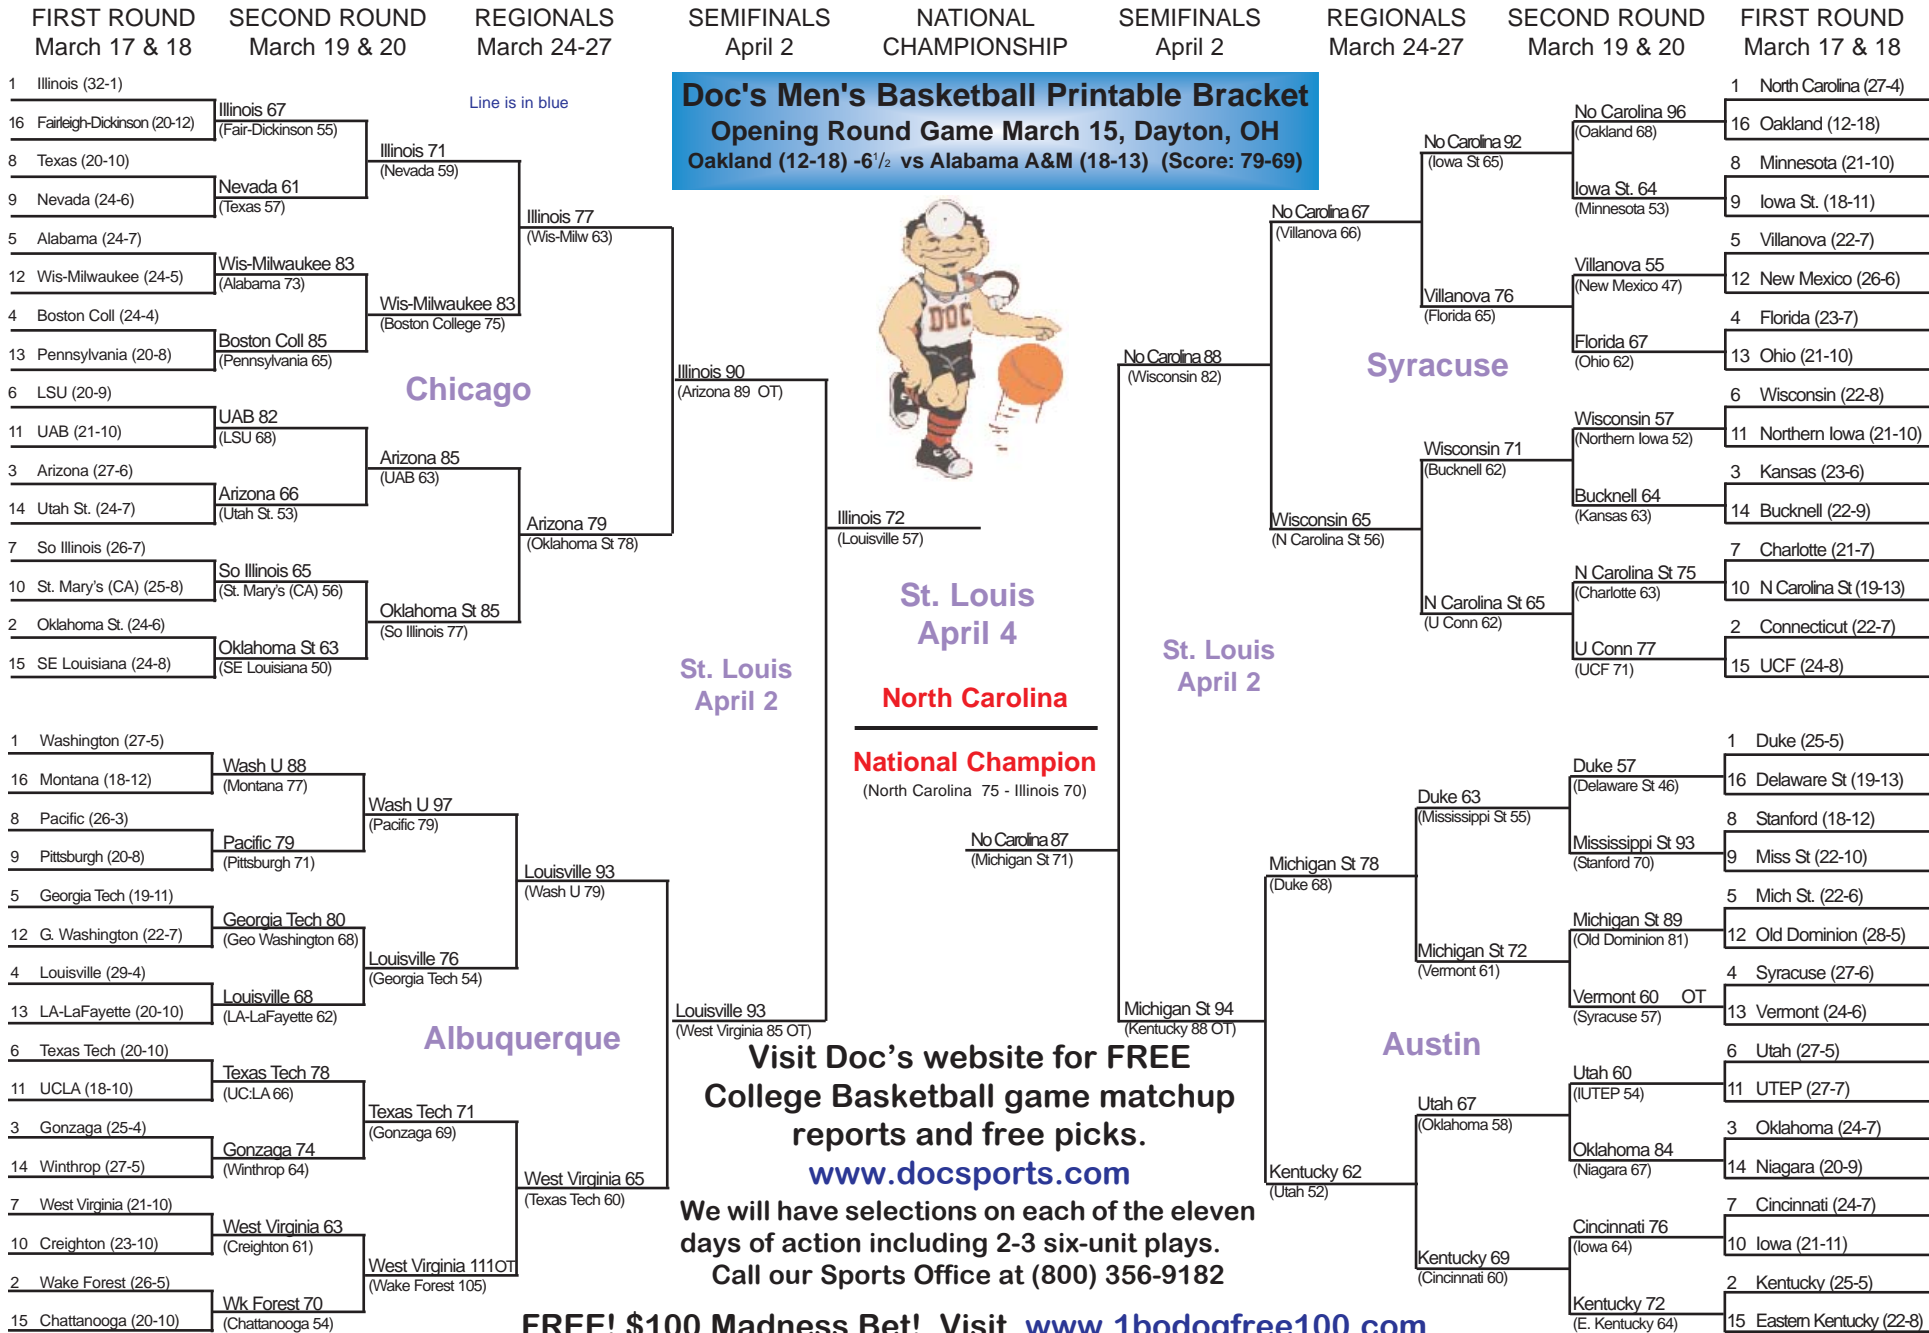 FIRST ROUND
March 17 & 18
SECOND ROUND
March 19 & 20
REGIONALS
March 24-27
SEMIFINALS
April 2
NATIONAL
CHAMPIONSHIP
SEMIFINALS
April 2
REGIONALS
March 24-27
SECOND ROUND
March 19 & 20
FIRST ROUND
March 17 & 18
Line is in blue
Doc's Men's Basketball Printable Bracket
Opening Round Game March 15, Dayton, OH
Oakland (12-18) -6 1/2 vs Alabama A&M (18-13) (Score: 79-69)
DOC
1 Illinois (32-1)
16 Fairleigh-Dickinson (20-12)
8 Texas (20-10)
9 Nevada (24-6)
5 Alabama (24-7)
12 Wis-Milwaukee (24-5)
4 Boston Coll (24-4)
13 Pennsylvania (20-8)
6 LSU (20-9)
11 UAB (21-10)
3 Arizona (27-6)
14 Utah St. (24-7)
7 So Illinois (26-7)
10 St. Mary's (CA) (25-8)
2 Oklahoma St. (24-6)
15 SE Louisiana (24-8)
Illinois 67
(Fair-Dickinson 55)
Nevada 61
(Texas 57)
Wis-Milwaukee 83
(Alabama 73)
Boston Coll 85
(Pennsylvania 65)
UAB 82
(LSU 68)
Arizona 66
(Utah St. 53)
So Illinois 65
(St. Mary's (CA) 56)
Oklahoma St 63
(SE Louisiana 50)
Illinois 71
(Nevada 59)
Wis-Milwaukee 83
(Boston College 75)
Arizona 85
(UAB 63)
Oklahoma St 85
(So Illinois 77)
Illinois 77
(Wis-Milw 63)
Arizona 79
(Oklahoma St 78)
Chicago
Illinois 90
(Arizona 89 OT)
Illinois 72
(Louisville 57)
St. Louis
April 2
1 Washington (27-5)
16 Montana (18-12)
8 Pacific (26-3)
9 Pittsburgh (20-8)
5 Georgia Tech (19-11)
12 G. Washington (22-7)
4 Louisville (29-4)
13 LA-LaFayette (20-10)
6 Texas Tech (20-10)
11 UCLA (18-10)
3 Gonzaga (25-4)
14 Winthrop (27-5)
7 West Virginia (21-10)
10 Creighton (23-10)
2 Wake Forest (26-5)
15 Chattanooga (20-10)
Wash U 88
(Montana 77)
Pacific 79
(Pittsburgh 71)
Georgia Tech 80
(Geo Washington 68)
Louisville 68
(LA-LaFayette 62)
Texas Tech 78
(UC:LA 66)
Gonzaga 74
(Winthrop 64)
West Virginia 63
(Creighton 61)
Wk Forest 70
(Chattanooga 54)
Wash U 97
(Pacific 79)
Louisville 76
(Georgia Tech 54)
Texas Tech 71
(Gonzaga 69)
West Virginia 111OT
(Wake Forest 105)
Louisville 93
(Wash U 79)
West Virginia 65
(Texas Tech 60)
Albuquerque
Louisville 93
(West Virginia 85 OT)
St. Louis
April 4
North Carolina
National Champion
(North Carolina 75 - Illinois 70)
No Carolina 87
(Michigan St 71)
St. Louis
April 2
No Carolina 88
(Wisconsin 82)
Michigan St 94
(Kentucky 88 OT)
No Carolina 67
(Villanova 66)
Wisconsin 65
(N Carolina St 56)
Syracuse
No Carolina 92
(Iowa St 65)
Villanova 76
(Florida 65)
Wisconsin 71
(Bucknell 62)
N Carolina St 65
(U Conn 62)
No Carolina 96
(Oakland 68)
Iowa St. 64
(Minnesota 53)
Villanova 55
(New Mexico 47)
Florida 67
(Ohio 62)
Wisconsin 57
(Northern Iowa 52)
Bucknell 64
(Kansas 63)
N Carolina St 75
(Charlotte 63)
U Conn 77
(UCF 71)
1 North Carolina (27-4)
16 Oakland (12-18)
8 Minnesota (21-10)
9 Iowa St. (18-11)
5 Villanova (22-7)
12 New Mexico (26-6)
4 Florida (23-7)
13 Ohio (21-10)
6 Wisconsin (22-8)
11 Northern Iowa (21-10)
3 Kansas (23-6)
14 Bucknell (22-9)
7 Charlotte (21-7)
10 N Carolina St (19-13)
2 Connecticut (22-7)
15 UCF (24-8)
Michigan St 78
(Duke 68)
Kentucky 62
(Utah 52)
Austin
Duke 63
(Mississippi St 55)
Michigan St 72
(Vermont 61)
Utah 67
(Oklahoma 58)
Kentucky 69
(Cincinnati 60)
Duke 57
(Delaware St 46)
Mississippi St 93
(Stanford 70)
Michigan St 89
(Old Dominion 81)
Vermont 60 OT
(Syracuse 57)
Utah 60
(IUTEP 54)
Oklahoma 84
(Niagara 67)
Cincinnati 76
(Iowa 64)
Kentucky 72
(E. Kentucky 64)
1 Duke (25-5)
16 Delaware St (19-13)
8 Stanford (18-12)
9 Miss St (22-10)
5 Mich St. (22-6)
12 Old Dominion (28-5)
4 Syracuse (27-6)
13 Vermont (24-6)
6 Utah (27-5)
11 UTEP (27-7)
3 Oklahoma (24-7)
14 Niagara (20-9)
7 Cincinnati (24-7)
10 Iowa (21-11)
2 Kentucky (25-5)
15 Eastern Kentucky (22-8)
Visit Doc's website for FREE
College Basketball game matchup
reports and free picks.
www.docsports.com
We will have selections on each of the eleven
days of action including 2-3 six-unit plays.
Call our Sports Office at (800) 356-9182
FREE! $100 Madness Bet! Visit www.1bodogfree100.com